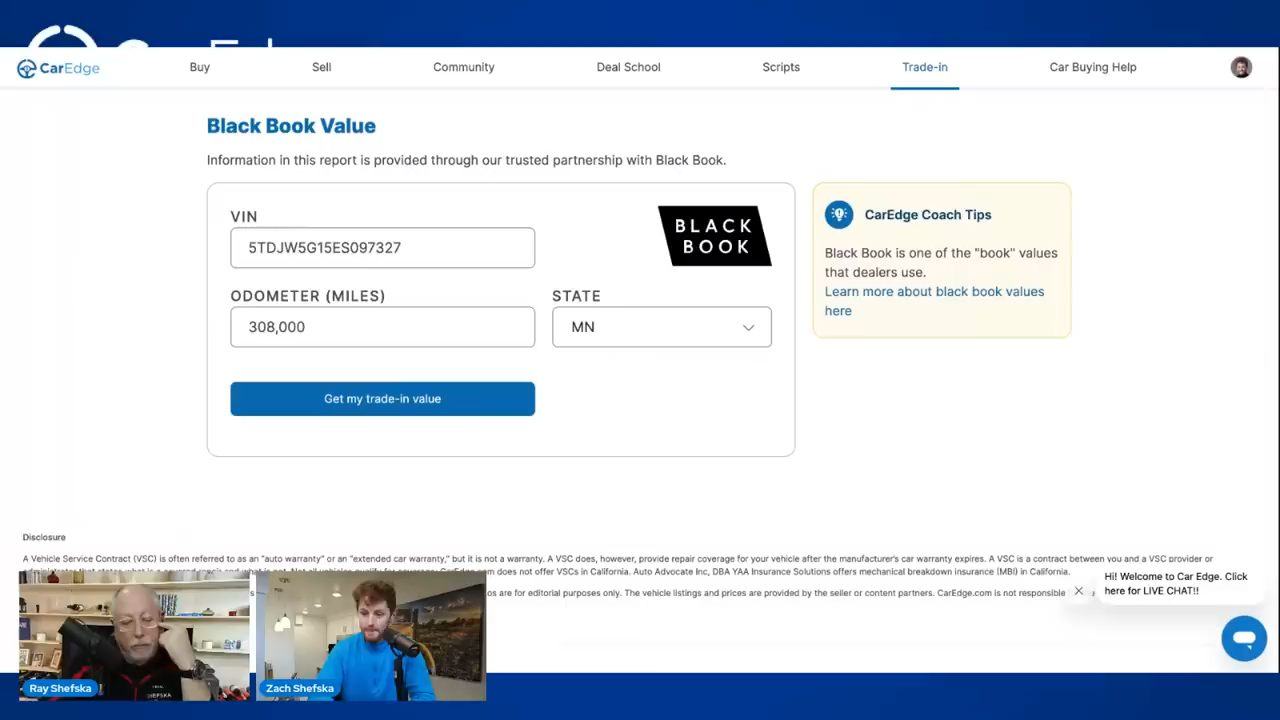 CarEdge
Buy
Sell
Community
Deal School
Scripts
Trade-in
Car Buying Help
Black Book Value
Information in this report is provided through our trusted partnership with Black Book.
VIN
5TDJW5G15ES097327
BLACK
BOOK
ODOMETER (MILES)
STATE
308,000
MN
Get my trade-in value
CarEdge Coach Tips
Black Book is one of the "book" values
that dealers use.
Learn more about black book values
here
Disclosure
A Vehicle Service Contract (VSC) is often referred to as an "auto warranty" or an "extended car warranty," but it is not a warranty. A VSC does, however, provide repair coverage for your vehicle after the manufacturer's car warranty expires. A VSC is a contract between you and a VSC provider or
does not offer VSCs in California. Auto Advocate Inc, DBA YAA Insurance Solutions offers mechanical breakdown insurance (MBI) in California.
are for editorial purposes only. The vehicle listings and prices are provided by the seller or content partners. CarEdge.com is not responsible
Hi! Welcome to Car Edge. Click
here for LIVE CHAT!!
SHEFSKA
Ray Shefska
Zach Shefska